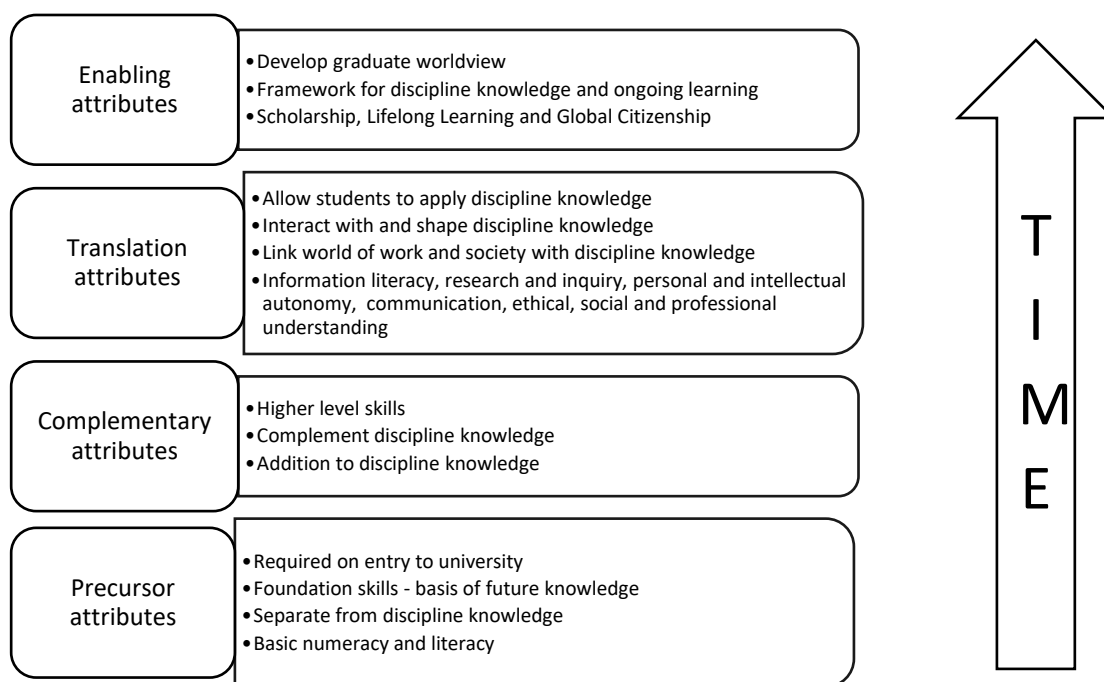 Enabling
attributes
•Develop graduate worldview
•Framework for discipline knowledge and ongoing learning
•Scholarship, Lifelong Learning and Global Citizenship
Translation
attributes
•Allow students to apply discipline knowledge
•Interact with and shape discipline knowledge
•Link world of work and society with discipline knowledge
•Information literacy, research and inquiry, personal and intellectual
autonomy, communication, ethical, social and professional
understanding
Complementary
attributes
•Higher level skills
•Complement discipline knowledge
•Addition to discipline knowledge
Precursor
attributes
•Required on entry to university
•Foundation skills - basis of future knowledge
•Separate from discipline knowledge
•Basic numeracy and literacy
T
I
M
E